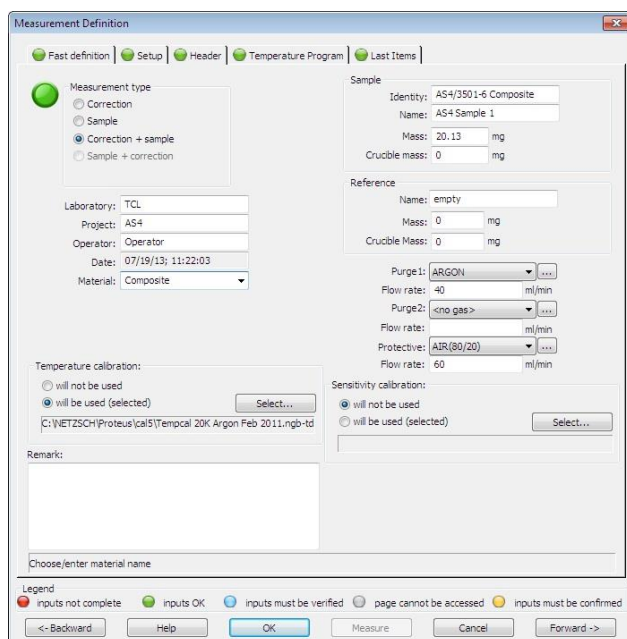 Measurement Definition
Fast definition
Setup
Header
Temperature Program
Last Items
Measurement type
Correction
Sample
Correction + sample
Sample + correction
Laboratory: TCL
Project: AS4
Operator: Operator
Date: 07/19/13; 11:22:03
Material: Composite
Sample
Identity: AS4/3501-6 Composite
Name: AS4 Sample 1
Mass: 20.13 mg
Crucible mass: 0 mg
Reference
Name: empty
Mass: 0 mg
Crucible Mass: 0 mg
Purge1: ARGON ...
Flow rate: 40 ml/min
Purge2: <no gas> ...
Flow rate: ml/min
Protective: AIR(80/20) ...
Flow rate: 60 ml/min
Temperature calibration:
will not be used
will be used (selected) Select...
C:\NETZSCH\Proteus\cal5\Tempcal 20K Argon Feb 2011.ngb-td
Sensitivity calibration:
will not be used
will be used (selected) Select...
Remark:
Choose/enter material name
Legend
inputs not complete
inputs OK
inputs must be verified
page cannot be accessed
inputs must be confirmed
<- Backward
Help
OK
Measure
Cancel
Forward ->